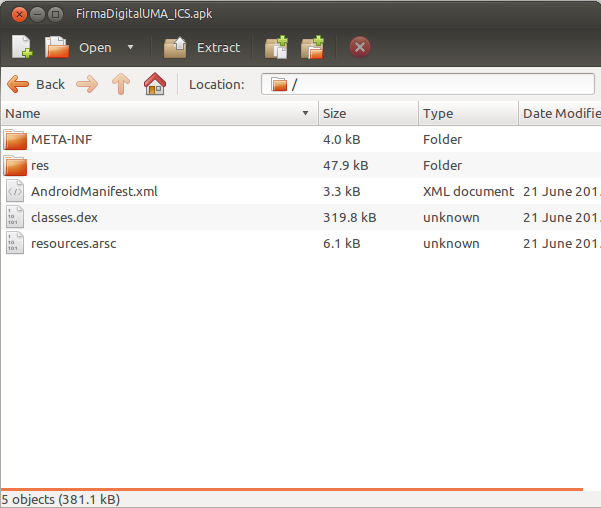 FirmaDigitalUMA_ICS.apk
Open Extract
Back Location: /
Name Size Type Date Modifie
META-INF 4.0 kB Folder
res 47.9 kB Folder
AndroidManifest.xml 3.3 kB XML document 21 June 201.
classes.dex 319.8 kB unknown 21 June 201.
resources.arsc 6.1 kB unknown 21 June 201.
5 objects (381.1 kB)